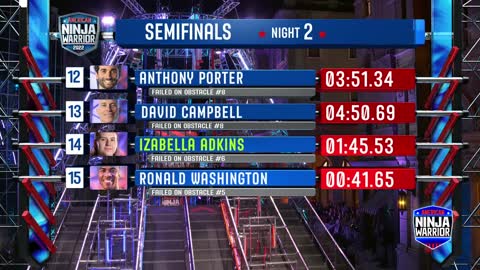 AMERICAN
NINJA
WARRIOR
2022
SEMIFINALS
NIGHT 2
12
ANTHONY PORTER
03:51.34
FAILED ON OBSTACLE #8
13
DAVID CAMPBELL
04:50.69
FAILED ON OBSTACLE #8
14
IZABELLA ADKINS
01:45.53
FAILED ON OBSTACLE #6
15
RONALD WASHINGTON
00:41.65
FAILED ON OBSTACLE #5
AMERICAN
NINJA
WARRIOR